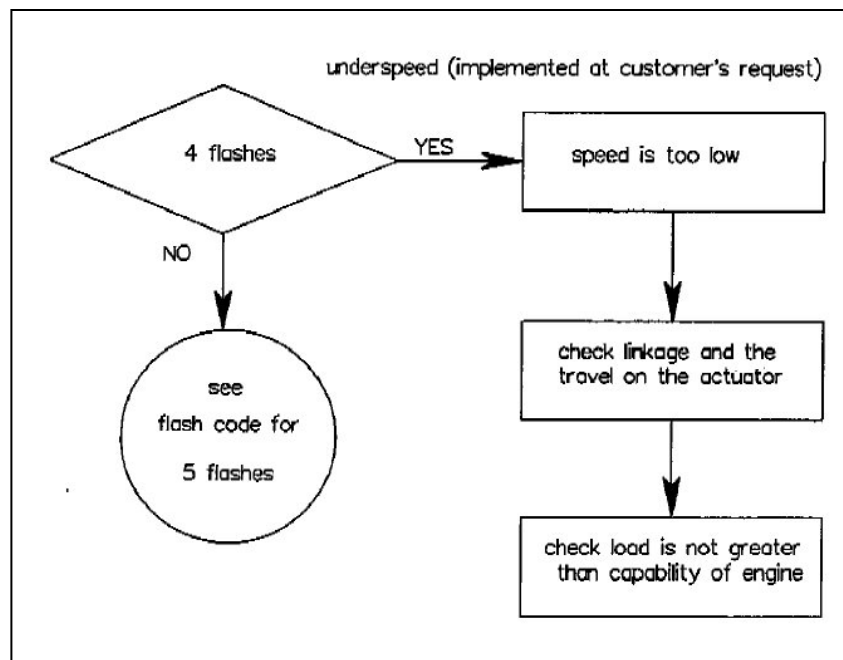 underspeed (implemented at customer's request)
4 flashes
YES
speed is too low
NO
check linkage and the
travel on the actuator
see
flash code for
5 flashes
check load is not greater
than capability of engine